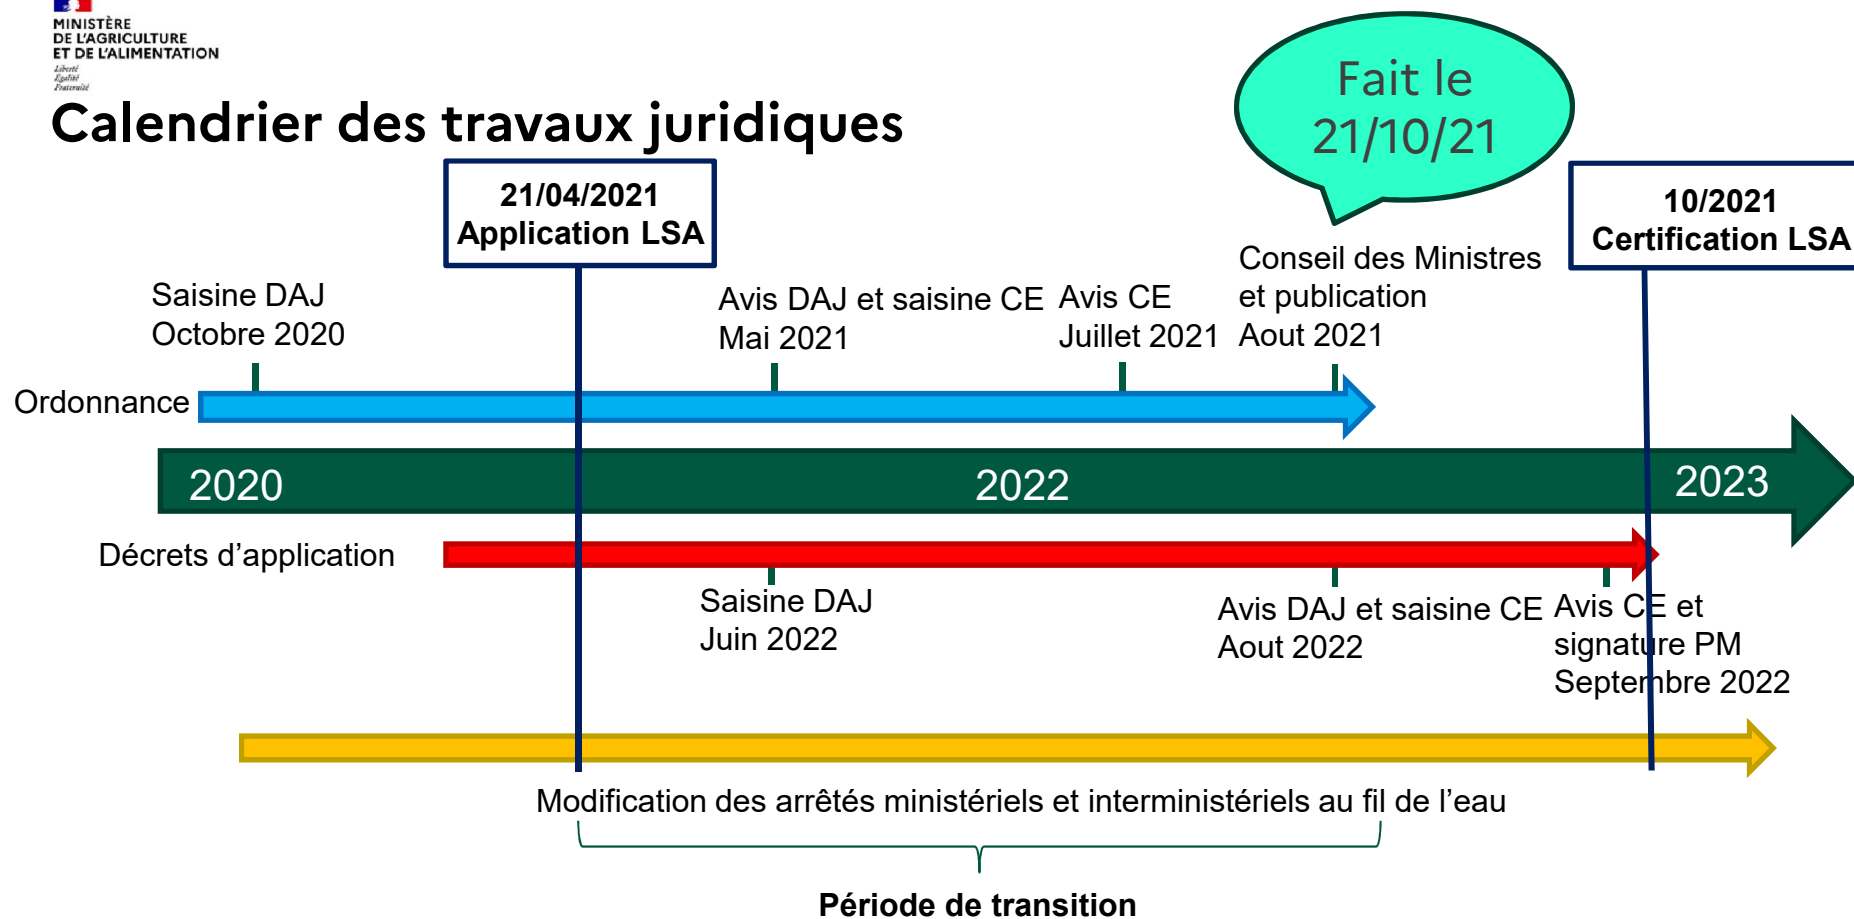 MINISTÈRE
DE L'AGRICULTURE
ET DE L'ALIMENTATION
Liberté
Égalité
Fraternité
Calendrier des travaux juridiques
Fait le
21/10/21
21/04/2021
Application LSA
10/2021
Certification LSA
Saisine DAJ
Octobre 2020
Avis DAJ et saisine CE
Mai 2021
Avis CE
Juillet 2021
Conseil des Ministres
et publication
Aout 2021
Ordonnance
2020
2022
2023
Décrets d’application
Saisine DAJ
Juin 2022
Avis DAJ et saisine CE
Aout 2022
Avis CE et
signature PM
Septembre 2022
Modification des arrêtés ministériels et interministériels au fil de l’eau
Période de transition